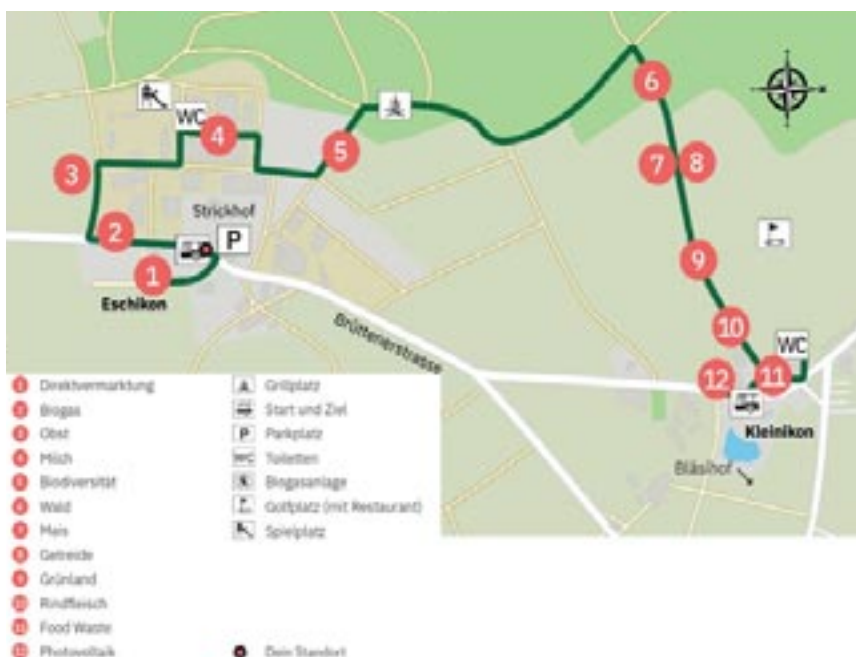 WC
4
6
3
5
7
8
Strickhof
2
P
1
9
Eschikon
10
Brüttenerstrasse
WC
12
11
Kleinikon
Bläsihof
1 Direktvermarktung
2 Biogas
3 Obst
4 Milch
5 Biodiversität
6 Wald
7 Mais
8 Getreide
9 Grünland
10 Rindfleisch
11 Food Waste
12 Photovoltaik
Grillplatz
Start und Ziel
P Parkplatz
WC Toiletten
Biogasanlage
Golfplatz (mit Restaurant)
Spielplatz
Dein Standort